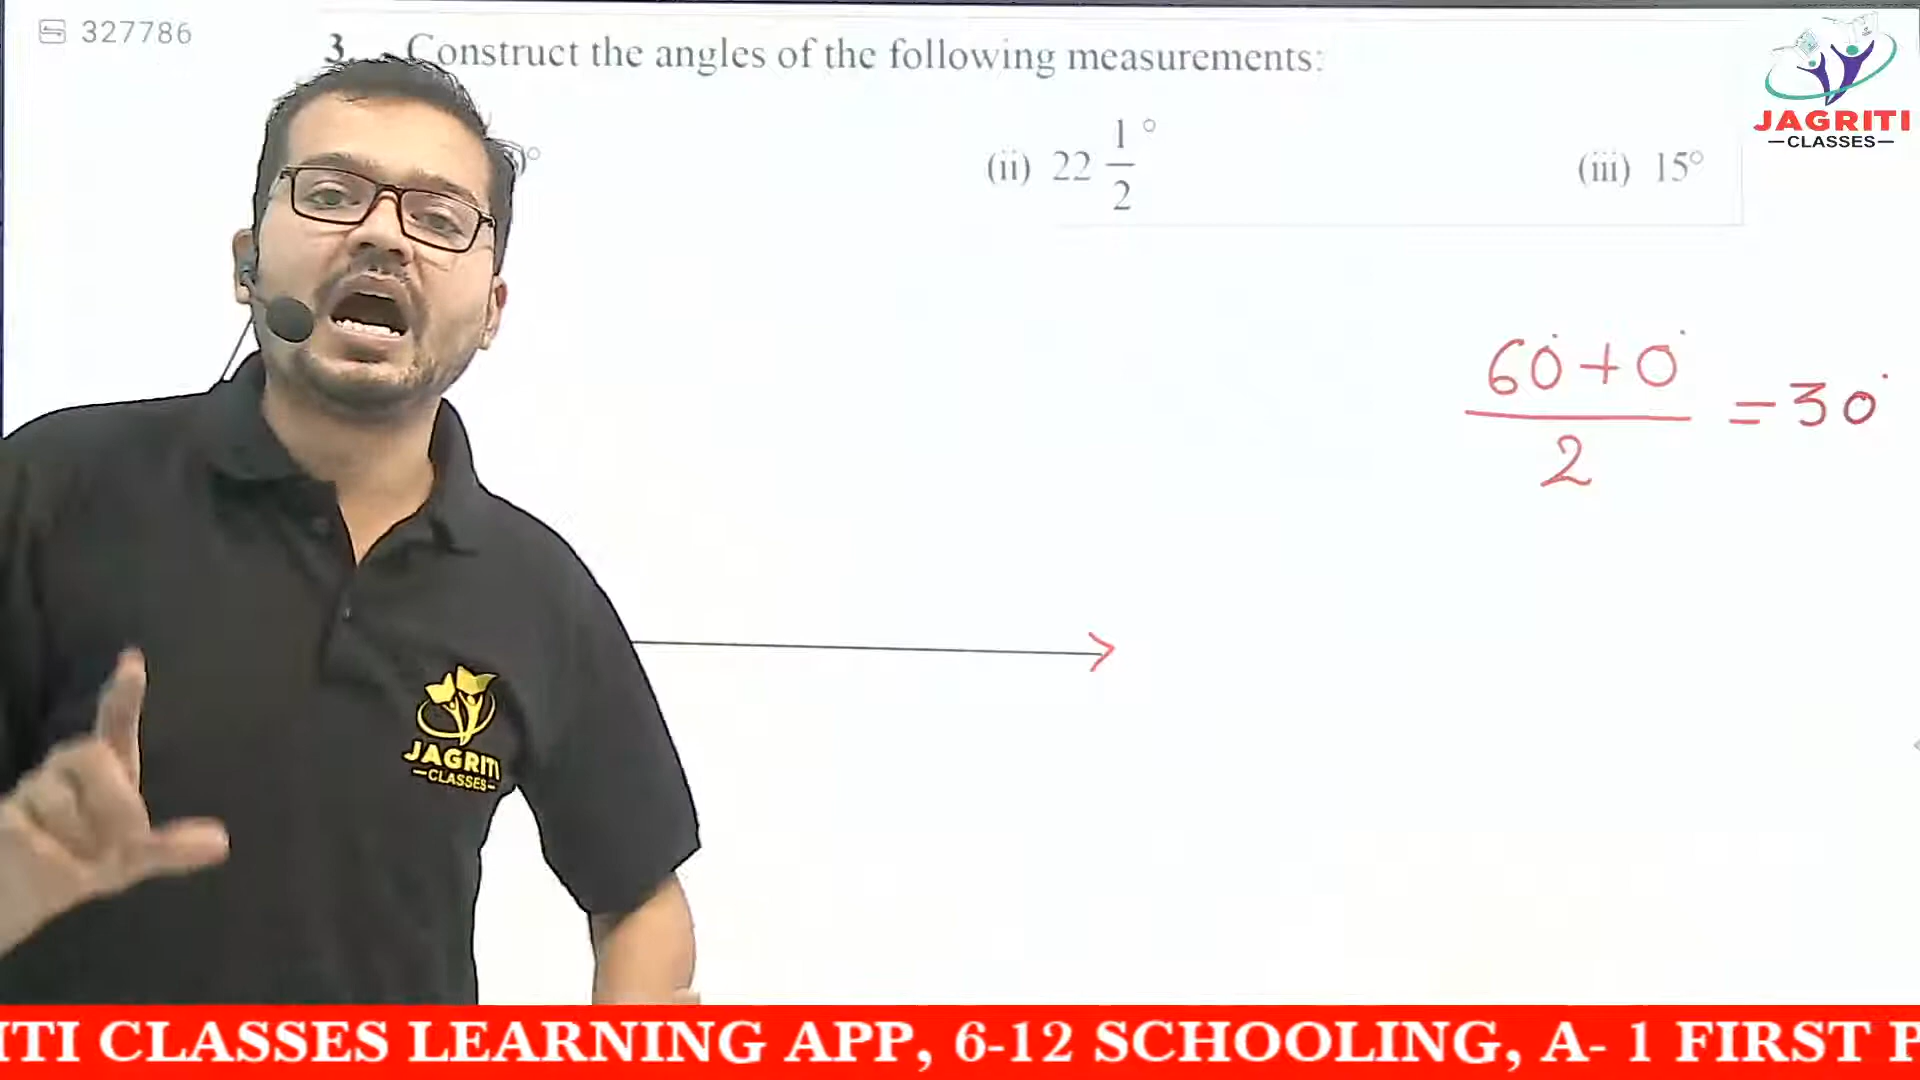 327786
3. Construct the angles of the following measurements:
(ii) 22 1/2° (iii) 15°
JAGRITI
CLASSES
60° + 0°
2
= 30°
JAGRITI
CLASSES
ITI CLASSES LEARNING APP, 6-12 SCHOOLING, A- 1 FIRST